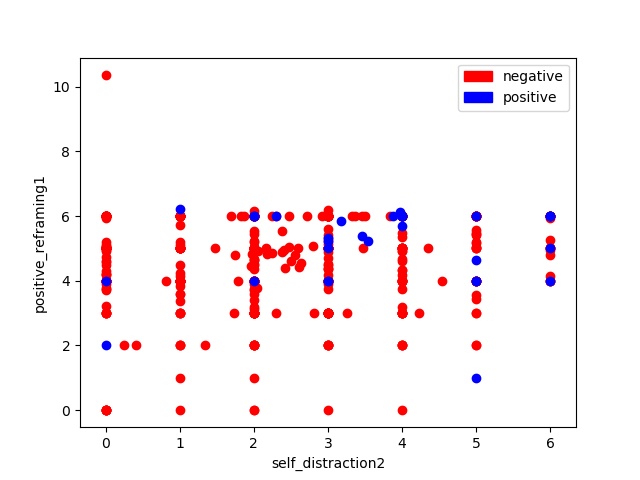 negative
positive
10
8
6
4
2
0
positive_reframing1
0 1 2 3 4 5 6
self_distraction2